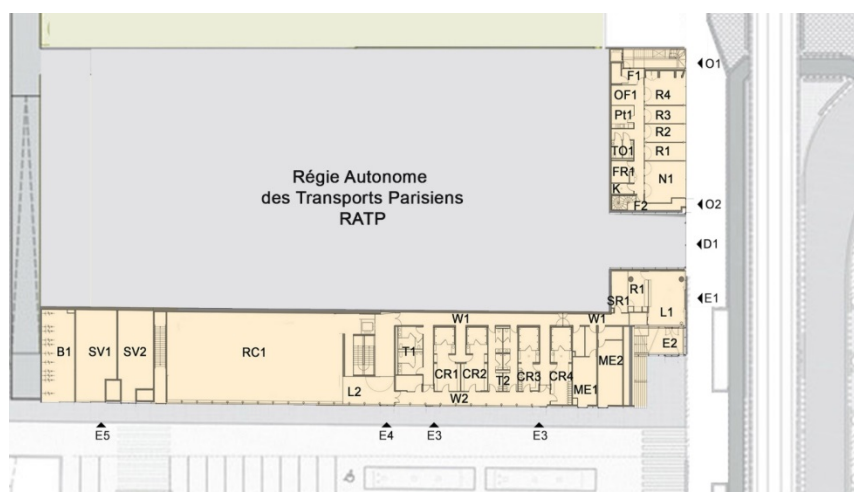 O1
F1
OF1
R4
Pt1
R3
R2
TO1
R1
FR1
N1
K
F2
O2
Régie Autonome
des Transports Parisiens
RATP
D1
R1
SR1
L1
E1
W1
W1
E2
B1
SV1
SV2
RC1
T1
CR1
CR2
T2
CR3
CR4
ME2
ME1
L2
W2
E5
E4
E3
E3